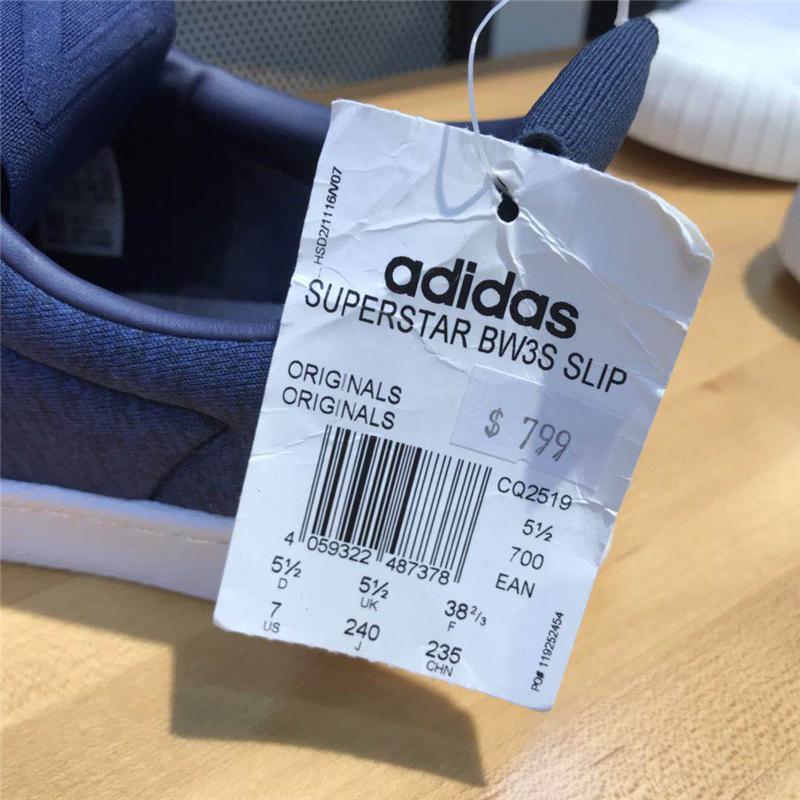 HSD2/1116/V07
adidas
SUPERSTAR BW3S SLIP
ORIGINALS
ORIGINALS
$ 799
CQ2519
5½
700
EAN
4 059322 487378
5½ D
5½ UK
38 2/3 F
7 US
240 J
235 CHN
PO# 119252454